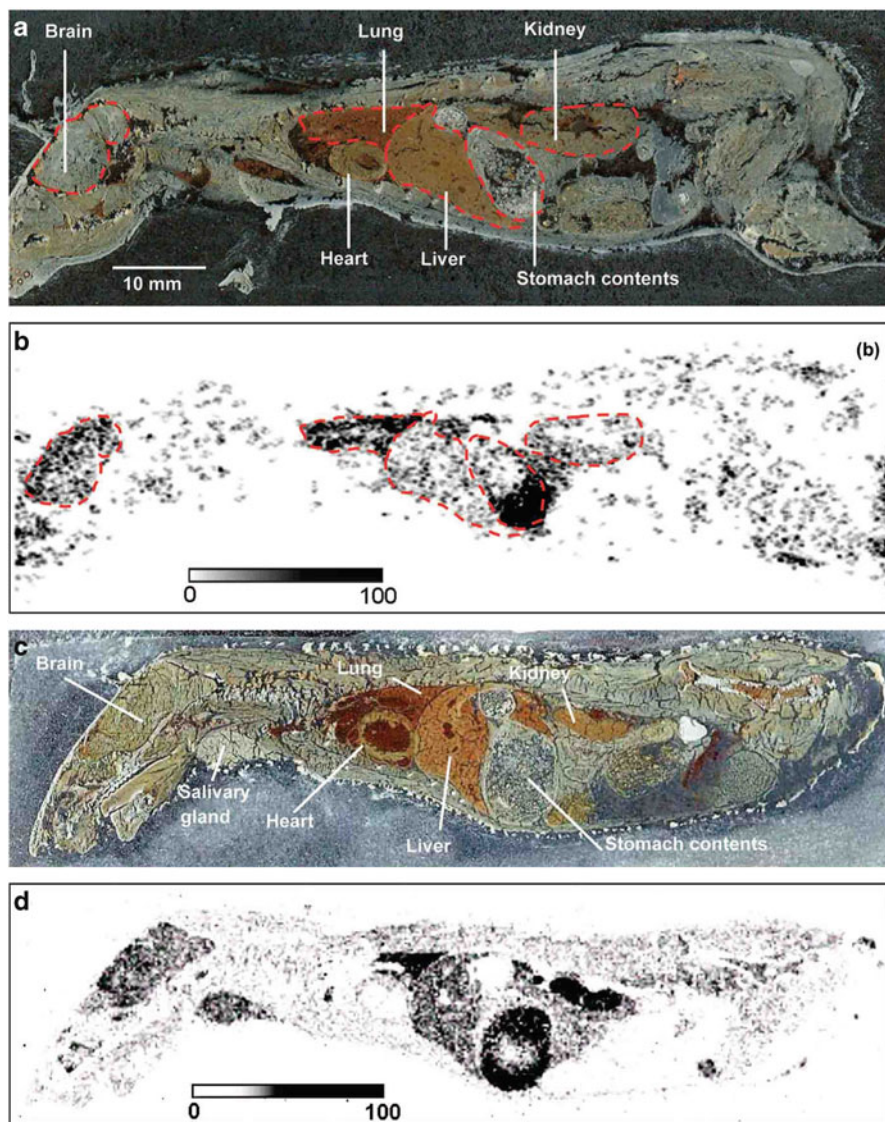 a
Brain
Lung
Kidney
Heart
Liver
Stomach contents
10 mm
b
(b)
0
100
c
Brain
Lung
Kidney
Salivary
gland
Heart
Liver
Stomach contents
d
0
100